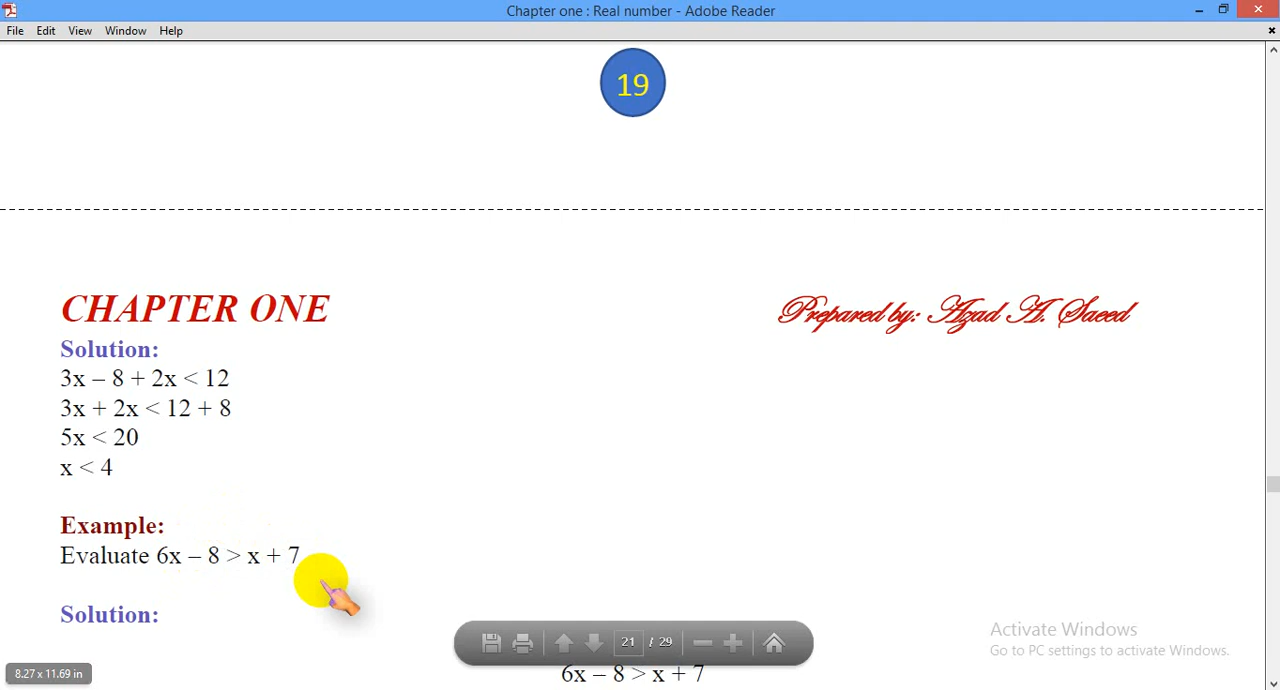 Chapter one : Real number - Adobe Reader
File Edit View Window Help
19
CHAPTER ONE
Prepared by: Azad A. Saeed
Solution:
3x – 8 + 2x < 12
3x + 2x < 12 + 8
5x < 20
x < 4
Example:
Evaluate 6x – 8 > x + 7
Solution:
21 / 29
6x – 8 > x + 7
Activate Windows
Go to PC settings to activate Windows.
8.27 x 11.69 in